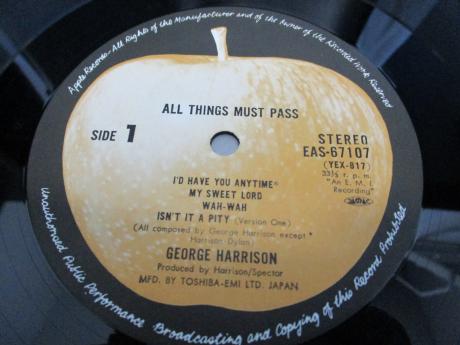 Apple Records - All Rights of the Manufacturer and of the Owner of the Recorded Work Reserved
ALL THINGS MUST PASS
SIDE 1
STEREO
EAS-67107
(YEX-817)
33⅓ r. p. m.
"An E. M. I.
Recording"
I'D HAVE YOU ANYTIME*
MY SWEET LORD
WAH-WAH
ISN'T IT A PITY (Version One)
(All composed by George Harrison except *
Harrison Dylan)
GEORGE HARRISON
Produced by Harrison/Spector
MFD. BY TOSHIBA-EMI LTD. JAPAN
Unauthorised Public Performance Broadcasting and Copying of this Record Prohibited